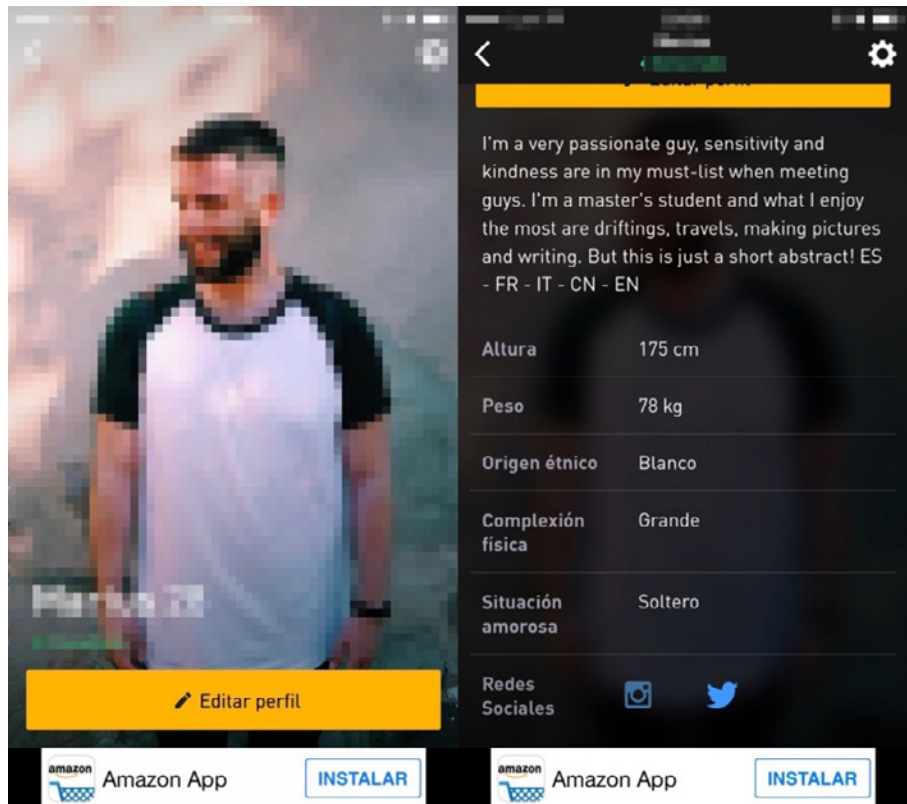 Editar perfil
amazon
Amazon App
INSTALAR
I'm a very passionate guy, sensitivity and
kindness are in my must-list when meeting
guys. I'm a master's student and what I enjoy
the most are driftings, travels, making pictures
and writing. But this is just a short abstract! ES
- FR - IT - CN - EN
Altura 175 cm
Peso 78 kg
Origen étnico Blanco
Complexión Grande
física
Situación Soltero
amorosa
Redes
Sociales
amazon
Amazon App
INSTALAR